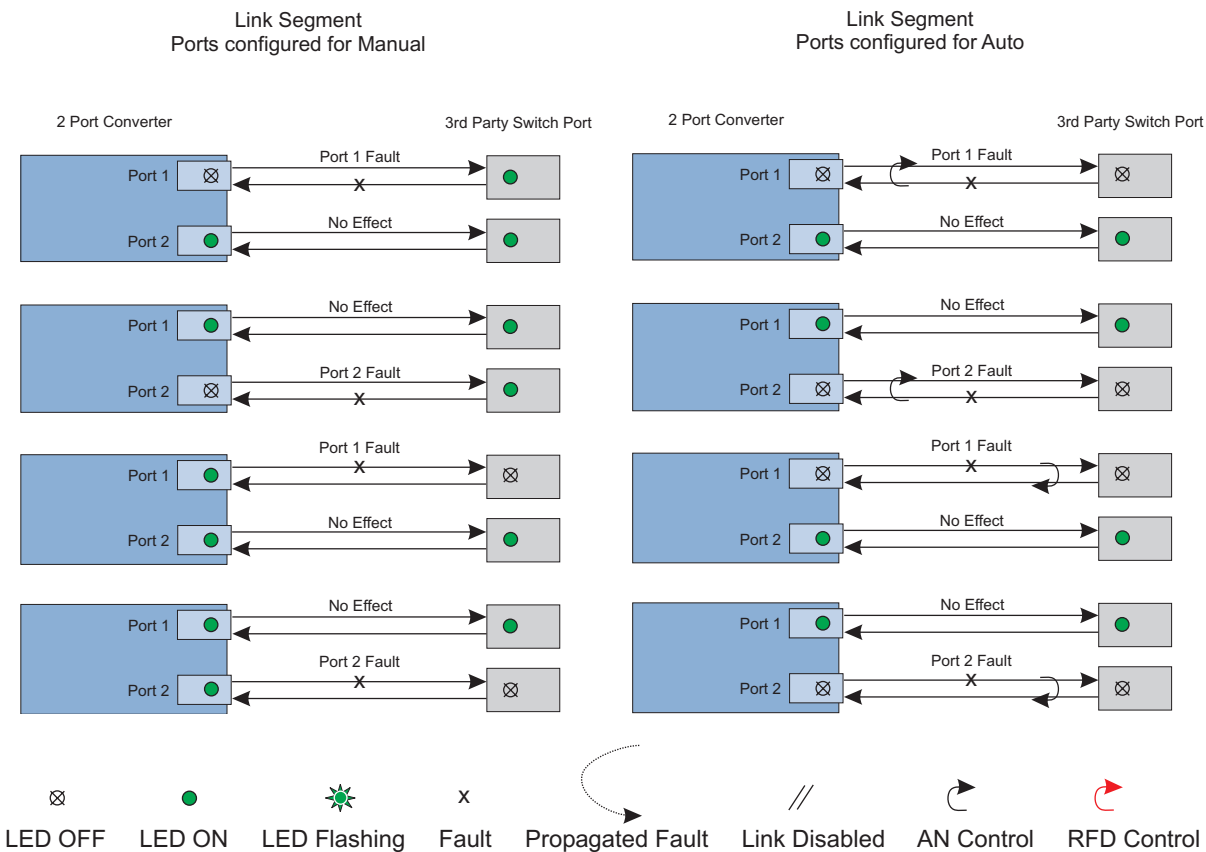 Link Segment
Ports configured for Manual
2 Port Converter
3rd Party Switch Port
Port 1 Fault
Port 1
x
No Effect
Port 2
No Effect
Port 1
Port 2 Fault
Port 2
x
Port 1 Fault
x
Port 1
No Effect
Port 2
No Effect
Port 1
Port 2 Fault
x
Port 2
Link Segment
Ports configured for Auto
2 Port Converter
3rd Party Switch Port
Port 1 Fault
Port 1
x
No Effect
Port 2
No Effect
Port 1
Port 2 Fault
Port 2
x
Port 1 Fault
x
Port 1
No Effect
Port 2
No Effect
Port 1
Port 2 Fault
x
Port 2
x
LED OFF
LED ON
LED Flashing
Fault
Propagated Fault
Link Disabled
AN Control
RFD Control